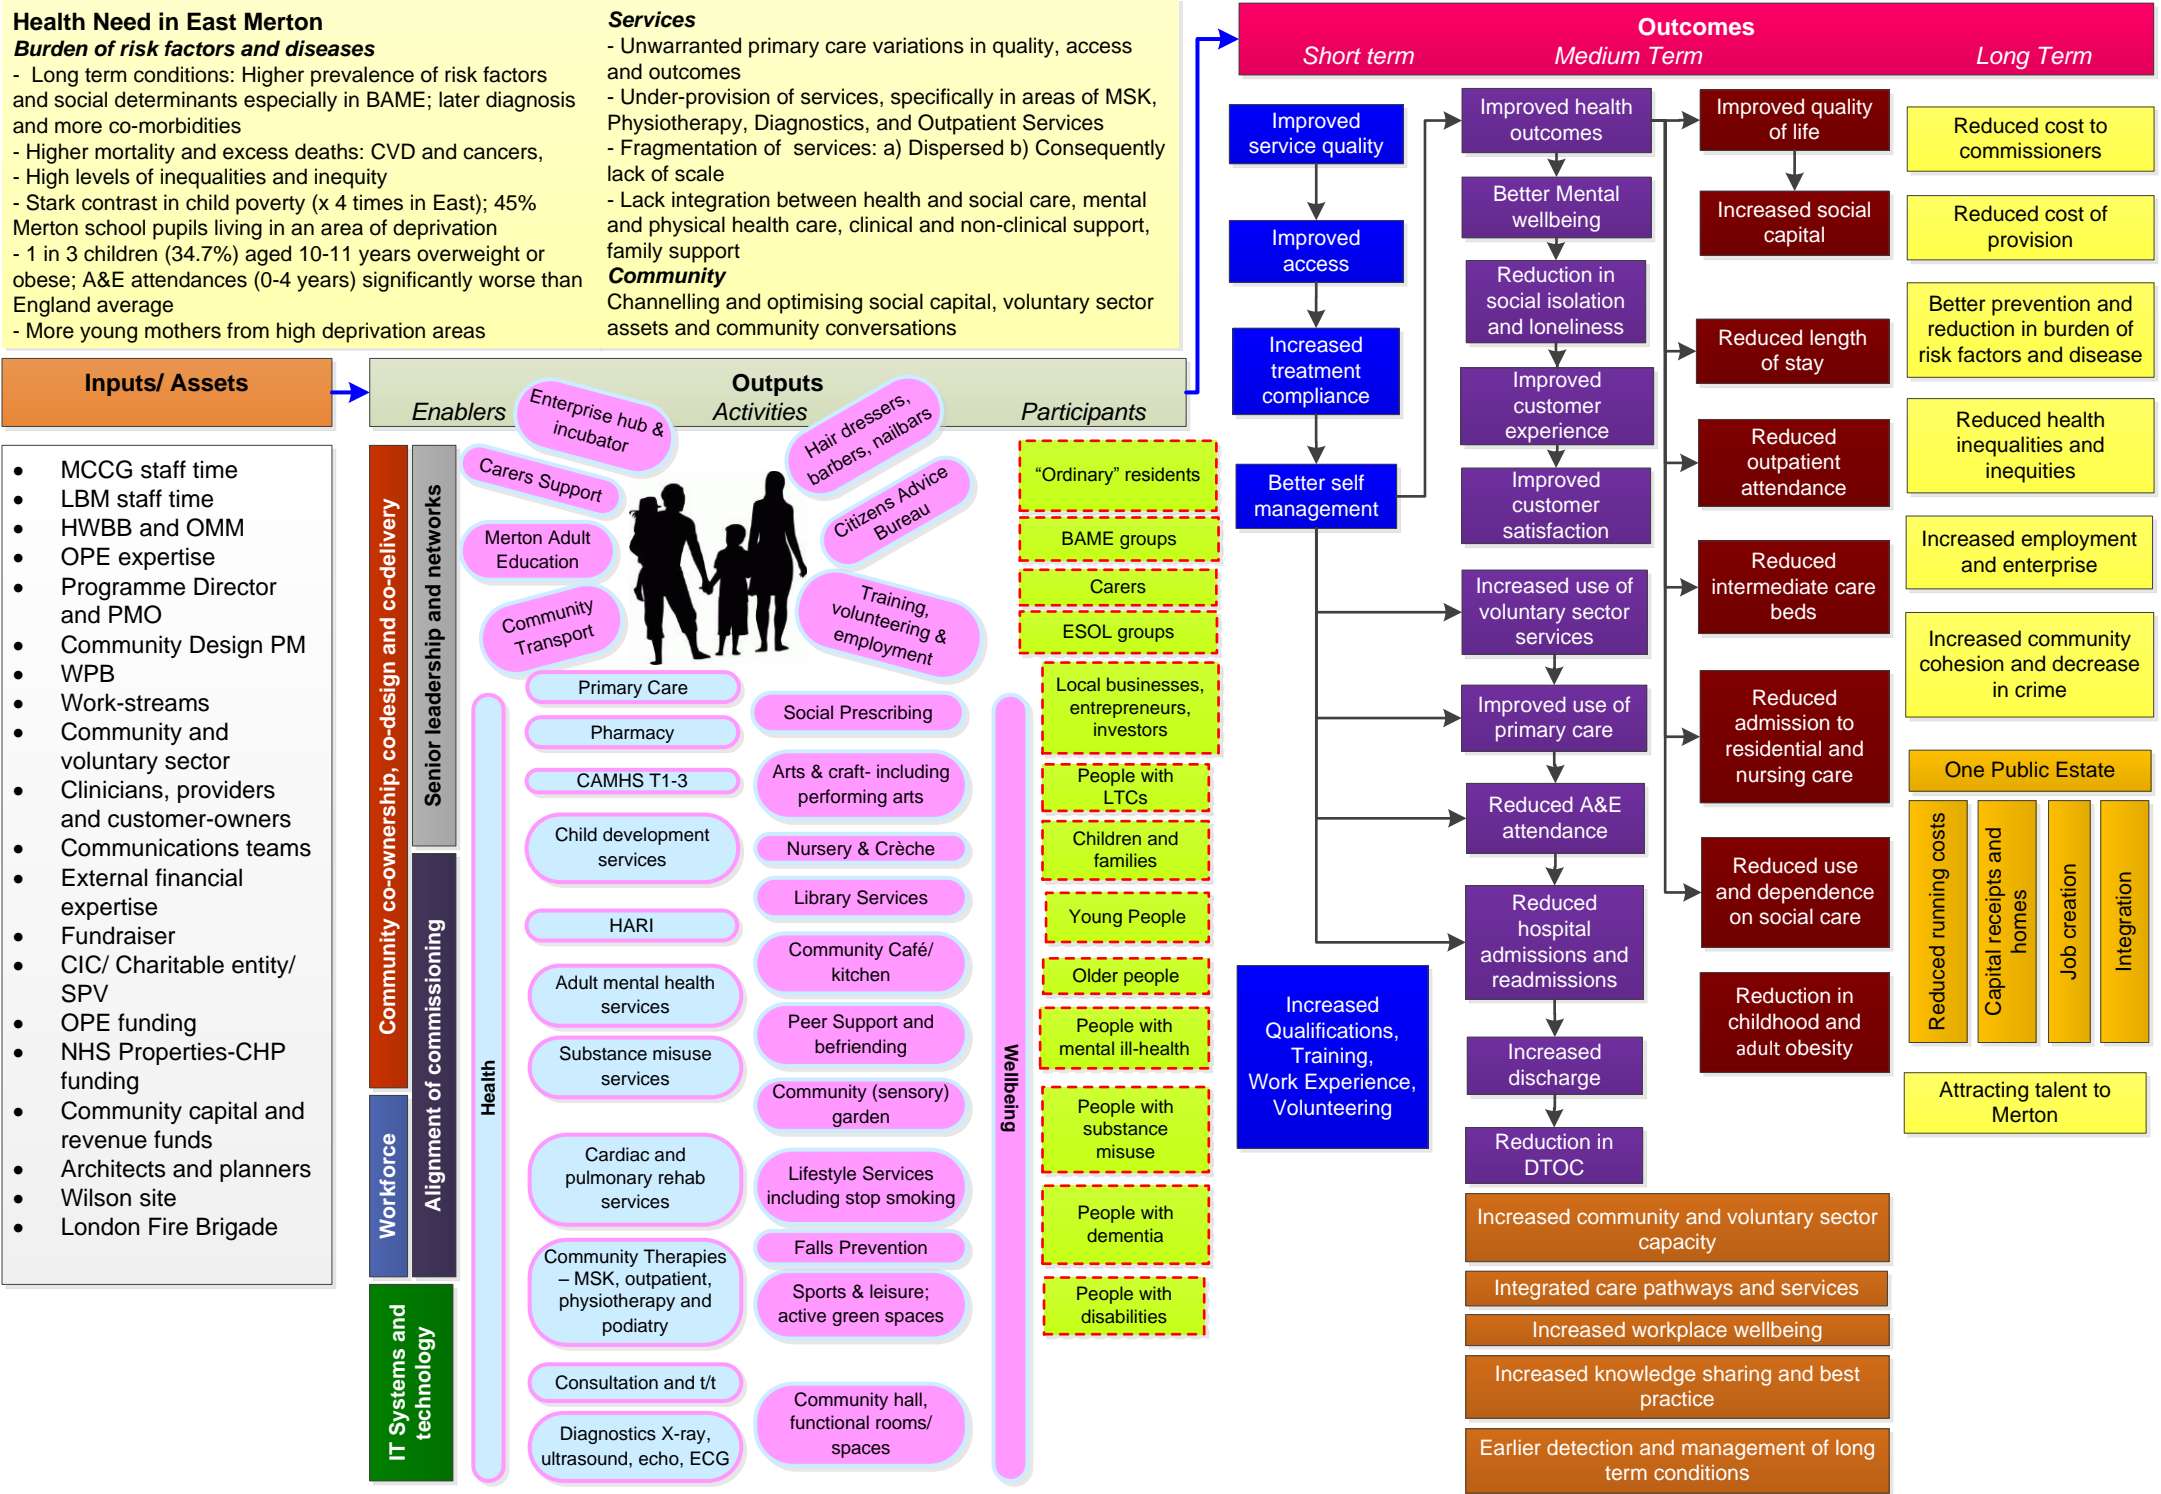 Health Need in East Merton
Burden of risk factors and diseases
- Long term conditions: Higher prevalence of risk factors
and social determinants especially in BAME; later diagnosis
and more co-morbidities
- Higher mortality and excess deaths: CVD and cancers,
- High levels of inequalities and inequity
- Stark contrast in child poverty (x 4 times in East); 45%
Merton school pupils living in an area of deprivation
- 1 in 3 children (34.7%) aged 10-11 years overweight or
obese; A&E attendances (0-4 years) significantly worse than
England average
- More young mothers from high deprivation areas
Services
- Unwarranted primary care variations in quality, access
and outcomes
- Under-provision of services, specifically in areas of MSK,
Physiotherapy, Diagnostics, and Outpatient Services
- Fragmentation of services: a) Dispersed b) Consequently
lack of scale
- Lack integration between health and social care, mental
and physical health care, clinical and non-clinical support,
family support
Community
Channelling and optimising social capital, voluntary sector
assets and community conversations
Inputs/ Assets
• MCCG staff time
• LBM staff time
• HWBB and OMM
• OPE expertise
• Programme Director
and PMO
• Community Design PM
• WPB
• Work-streams
• Community and
voluntary sector
• Clinicians, providers
and customer-owners
• Communications teams
• External financial
expertise
• Fundraiser
• CIC/ Charitable entity/
SPV
• OPE funding
• NHS Properties-CHP
funding
• Community capital and
revenue funds
• Architects and planners
• Wilson site
• London Fire Brigade
Outputs
Enablers
Activities
Participants
Community co-ownership, co-design and co-delivery
Workforce
IT Systems and
technology
Senior leadership and networks
Alignment of commissioning
Enterprise hub &
incubator
Carers Support
Merton Adult
Education
Community
Transport
Hair dressers,
barbers, nailbars
Citizens Advice
Bureau
Training,
volunteering &
employment
Health
Primary Care
Pharmacy
CAMHS T1-3
Child development
services
HARI
Adult mental health
services
Substance misuse
services
Cardiac and
pulmonary rehab
services
Community Therapies
– MSK, outpatient,
physiotherapy and
podiatry
Consultation and t/t
Diagnostics X-ray,
ultrasound, echo, ECG
Social Prescribing
Arts & craft- including
performing arts
Nursery & Crèche
Library Services
Community Café/
kitchen
Peer Support and
befriending
Community (sensory)
garden
Lifestyle Services
including stop smoking
Falls Prevention
Sports & leisure;
active green spaces
Community hall,
functional rooms/
spaces
Wellbeing
“Ordinary” residents
BAME groups
Carers
ESOL groups
Local businesses,
entrepreneurs,
investors
People with
LTCs
Children and
families
Young People
Older people
People with
mental ill-health
People with
substance
misuse
People with
dementia
People with
disabilities
Outcomes
Short term
Medium Term
Long Term
Improved
service quality
Improved
access
Increased
treatment
compliance
Better self
management
Increased
Qualifications,
Training,
Work Experience,
Volunteering
Improved health
outcomes
Better Mental
wellbeing
Reduction in
social isolation
and loneliness
Improved
customer
experience
Improved
customer
satisfaction
Increased use of
voluntary sector
services
Improved use of
primary care
Reduced A&E
attendance
Reduced
hospital
admissions and
readmissions
Increased
discharge
Reduction in
DTOC
Improved quality
of life
Increased social
capital
Reduced length
of stay
Reduced
outpatient
attendance
Reduced
intermediate care
beds
Reduced
admission to
residential and
nursing care
Reduced use
and dependence
on social care
Reduction in
childhood and
adult obesity
Increased community and voluntary sector
capacity
Integrated care pathways and services
Increased workplace wellbeing
Increased knowledge sharing and best
practice
Earlier detection and management of long
term conditions
Reduced cost to
commissioners
Reduced cost of
provision
Better prevention and
reduction in burden of
risk factors and disease
Reduced health
inequalities and
inequities
Increased employment
and enterprise
Increased community
cohesion and decrease
in crime
One Public Estate
Reduced running costs
Capital receipts and
homes
Job creation
Integration
Attracting talent to
Merton